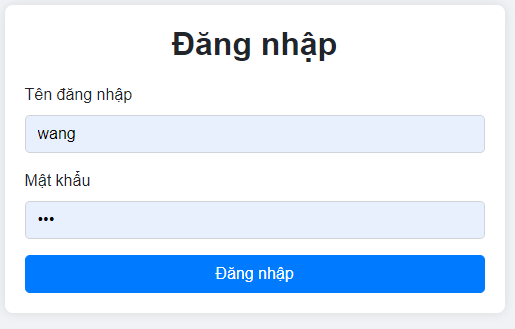 Đăng nhập
Tên đăng nhập
wang
Mật khẩu
•••
Đăng nhập